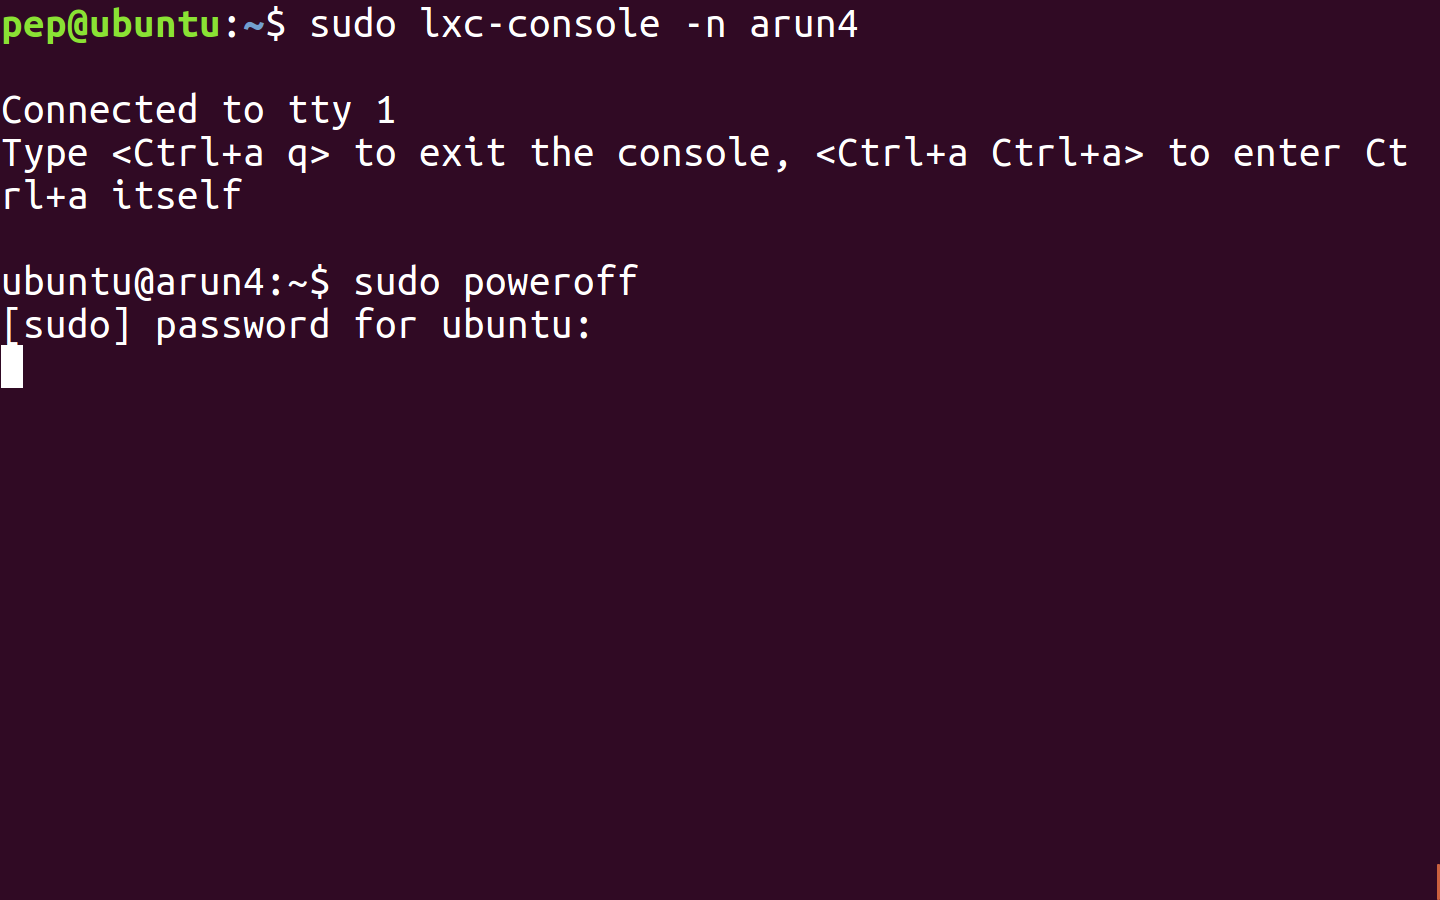 pep@ubuntu:~$ sudo lxc-console -n arun4
Connected to tty 1
Type <Ctrl+a q> to exit the console, <Ctrl+a Ctrl+a> to enter Ct
rl+a itself
ubuntu@arun4:~$ sudo poweroff
[sudo] password for ubuntu: